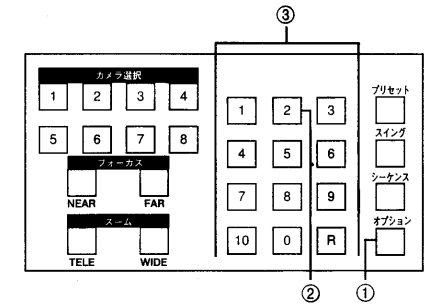 ③
カメラ選択
1 2 3 4
5 6 7 8
フォーカス
NEAR FAR
スーム
TELE WIDE
1 2 3
4 5 6
7 8 9
10 0 R
プリセット
スイング
シーケンス
オプション
② ①